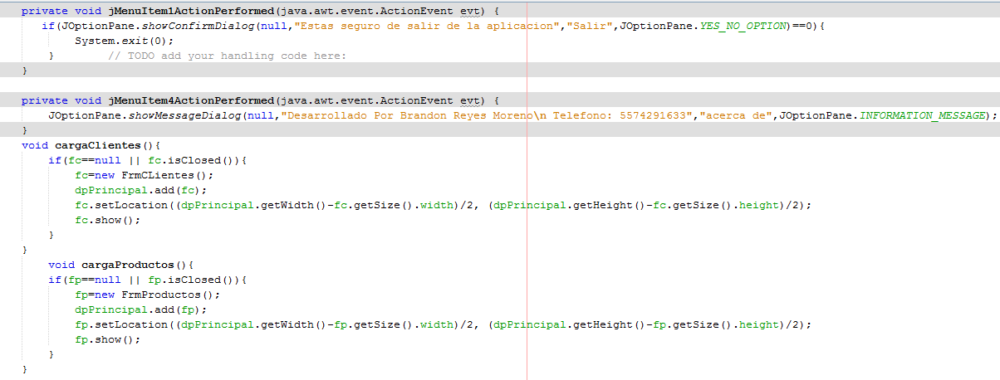 private void jMenuItem1ActionPerformed(java.awt.event.ActionEvent evt) {
if(JOptionPane.showConfirmDialog(null,"Estas seguro de salir de la aplicacion","Salir",JOptionPane.YES_NO_OPTION)==0){
System.exit(0);
} // TODO add your handling code here:
}
private void jMenuItem4ActionPerformed(java.awt.event.ActionEvent evt) {
JOptionPane.showMessageDialog(null,"Desarrollado Por Brandon Reyes Moreno\n Telefono: 5574291633","acerca de",JOptionPane.INFORMATION_MESSAGE);
}
void cargaClientes(){
if(fc==null || fc.isClosed()){
fc=new FrmCLientes();
dpPrincipal.add(fc);
fc.setLocation((dpPrincipal.getWidth()-fc.getSize().width)/2, (dpPrincipal.getHeight()-fc.getSize().height)/2);
fc.show();
}
}
void cargaProductos(){
if(fp==null || fp.isClosed()){
fp=new FrmProductos();
dpPrincipal.add(fp);
fp.setLocation((dpPrincipal.getWidth()-fp.getSize().width)/2, (dpPrincipal.getHeight()-fp.getSize().height)/2);
fp.show();
}
}